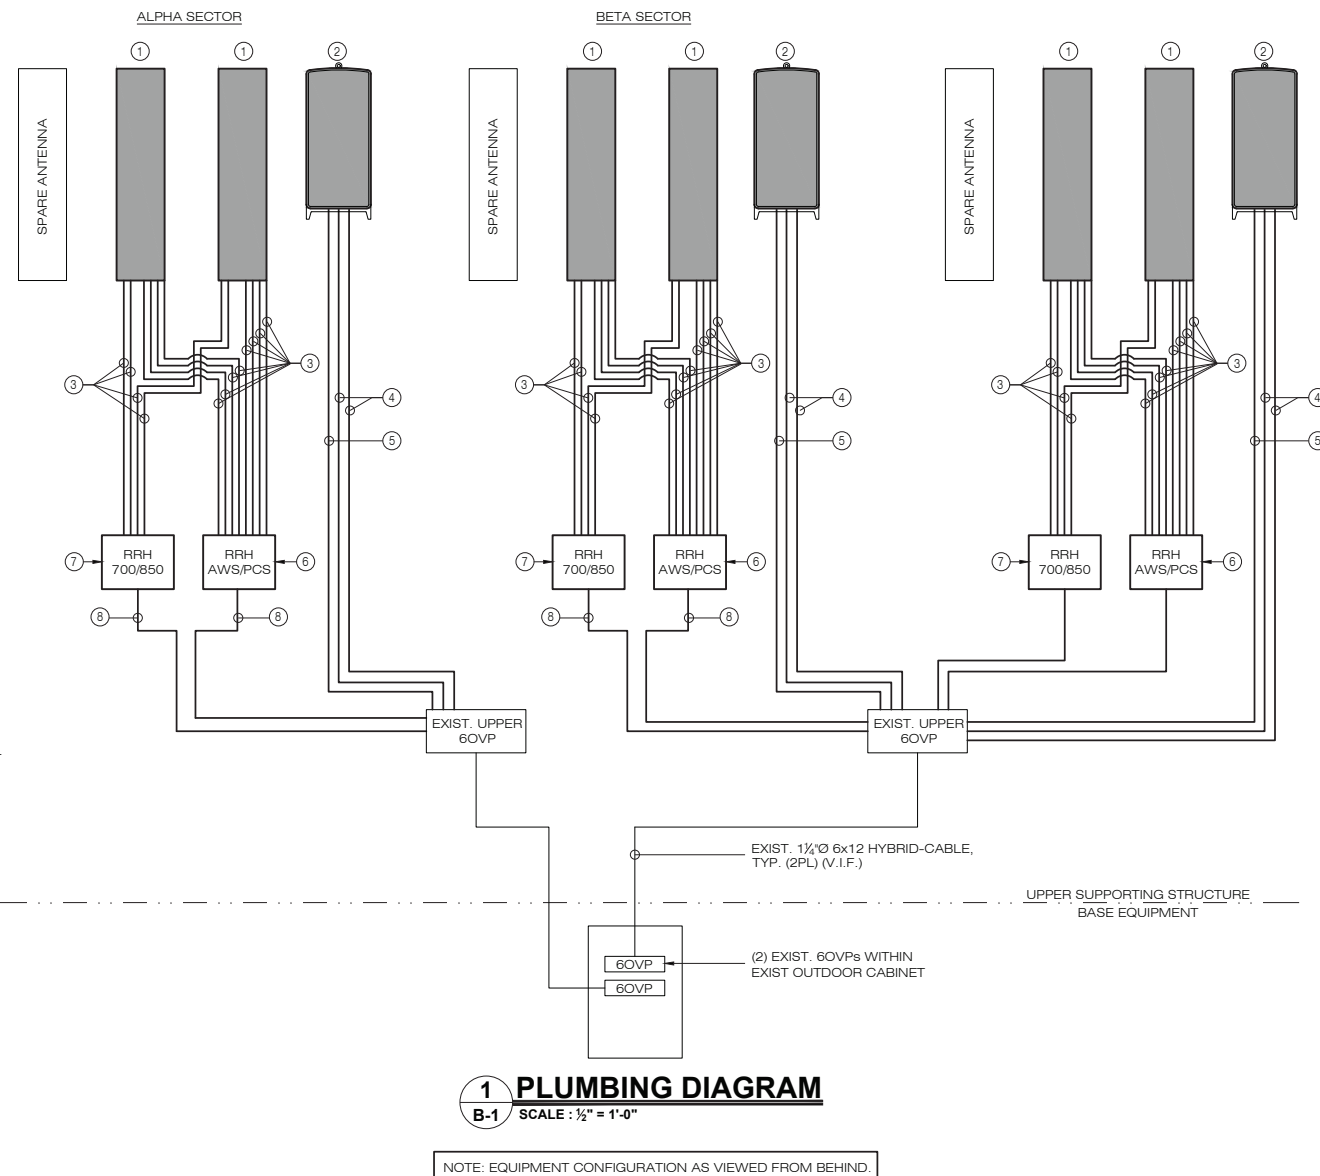 ALPHA SECTOR
BETA SECTOR
1 1 2 1 1 2 1 1 2
SPARE ANTENNA
SPARE ANTENNA
SPARE ANTENNA
3 3 3 3 3 3
4 4 4
5 5 5
RRH
700/850
RRH
AWS/PCS
RRH
700/850
RRH
AWS/PCS
RRH
700/850
RRH
AWS/PCS
7 6 7 6 7 6
8 8 8 8
EXIST. UPPER
6OVP
EXIST. UPPER
6OVP
EXIST. 1¼"Ø 6x12 HYBRID-CABLE,
TYP. (2PL) (V.I.F.)
UPPER SUPPORTING STRUCTURE
BASE EQUIPMENT
6OVP
6OVP
(2) EXIST. 6OVPs WITHIN
EXIST OUTDOOR CABINET
1
B-1
PLUMBING DIAGRAM
SCALE : ½" = 1'-0"
NOTE: EQUIPMENT CONFIGURATION AS VIEWED FROM BEHIND.